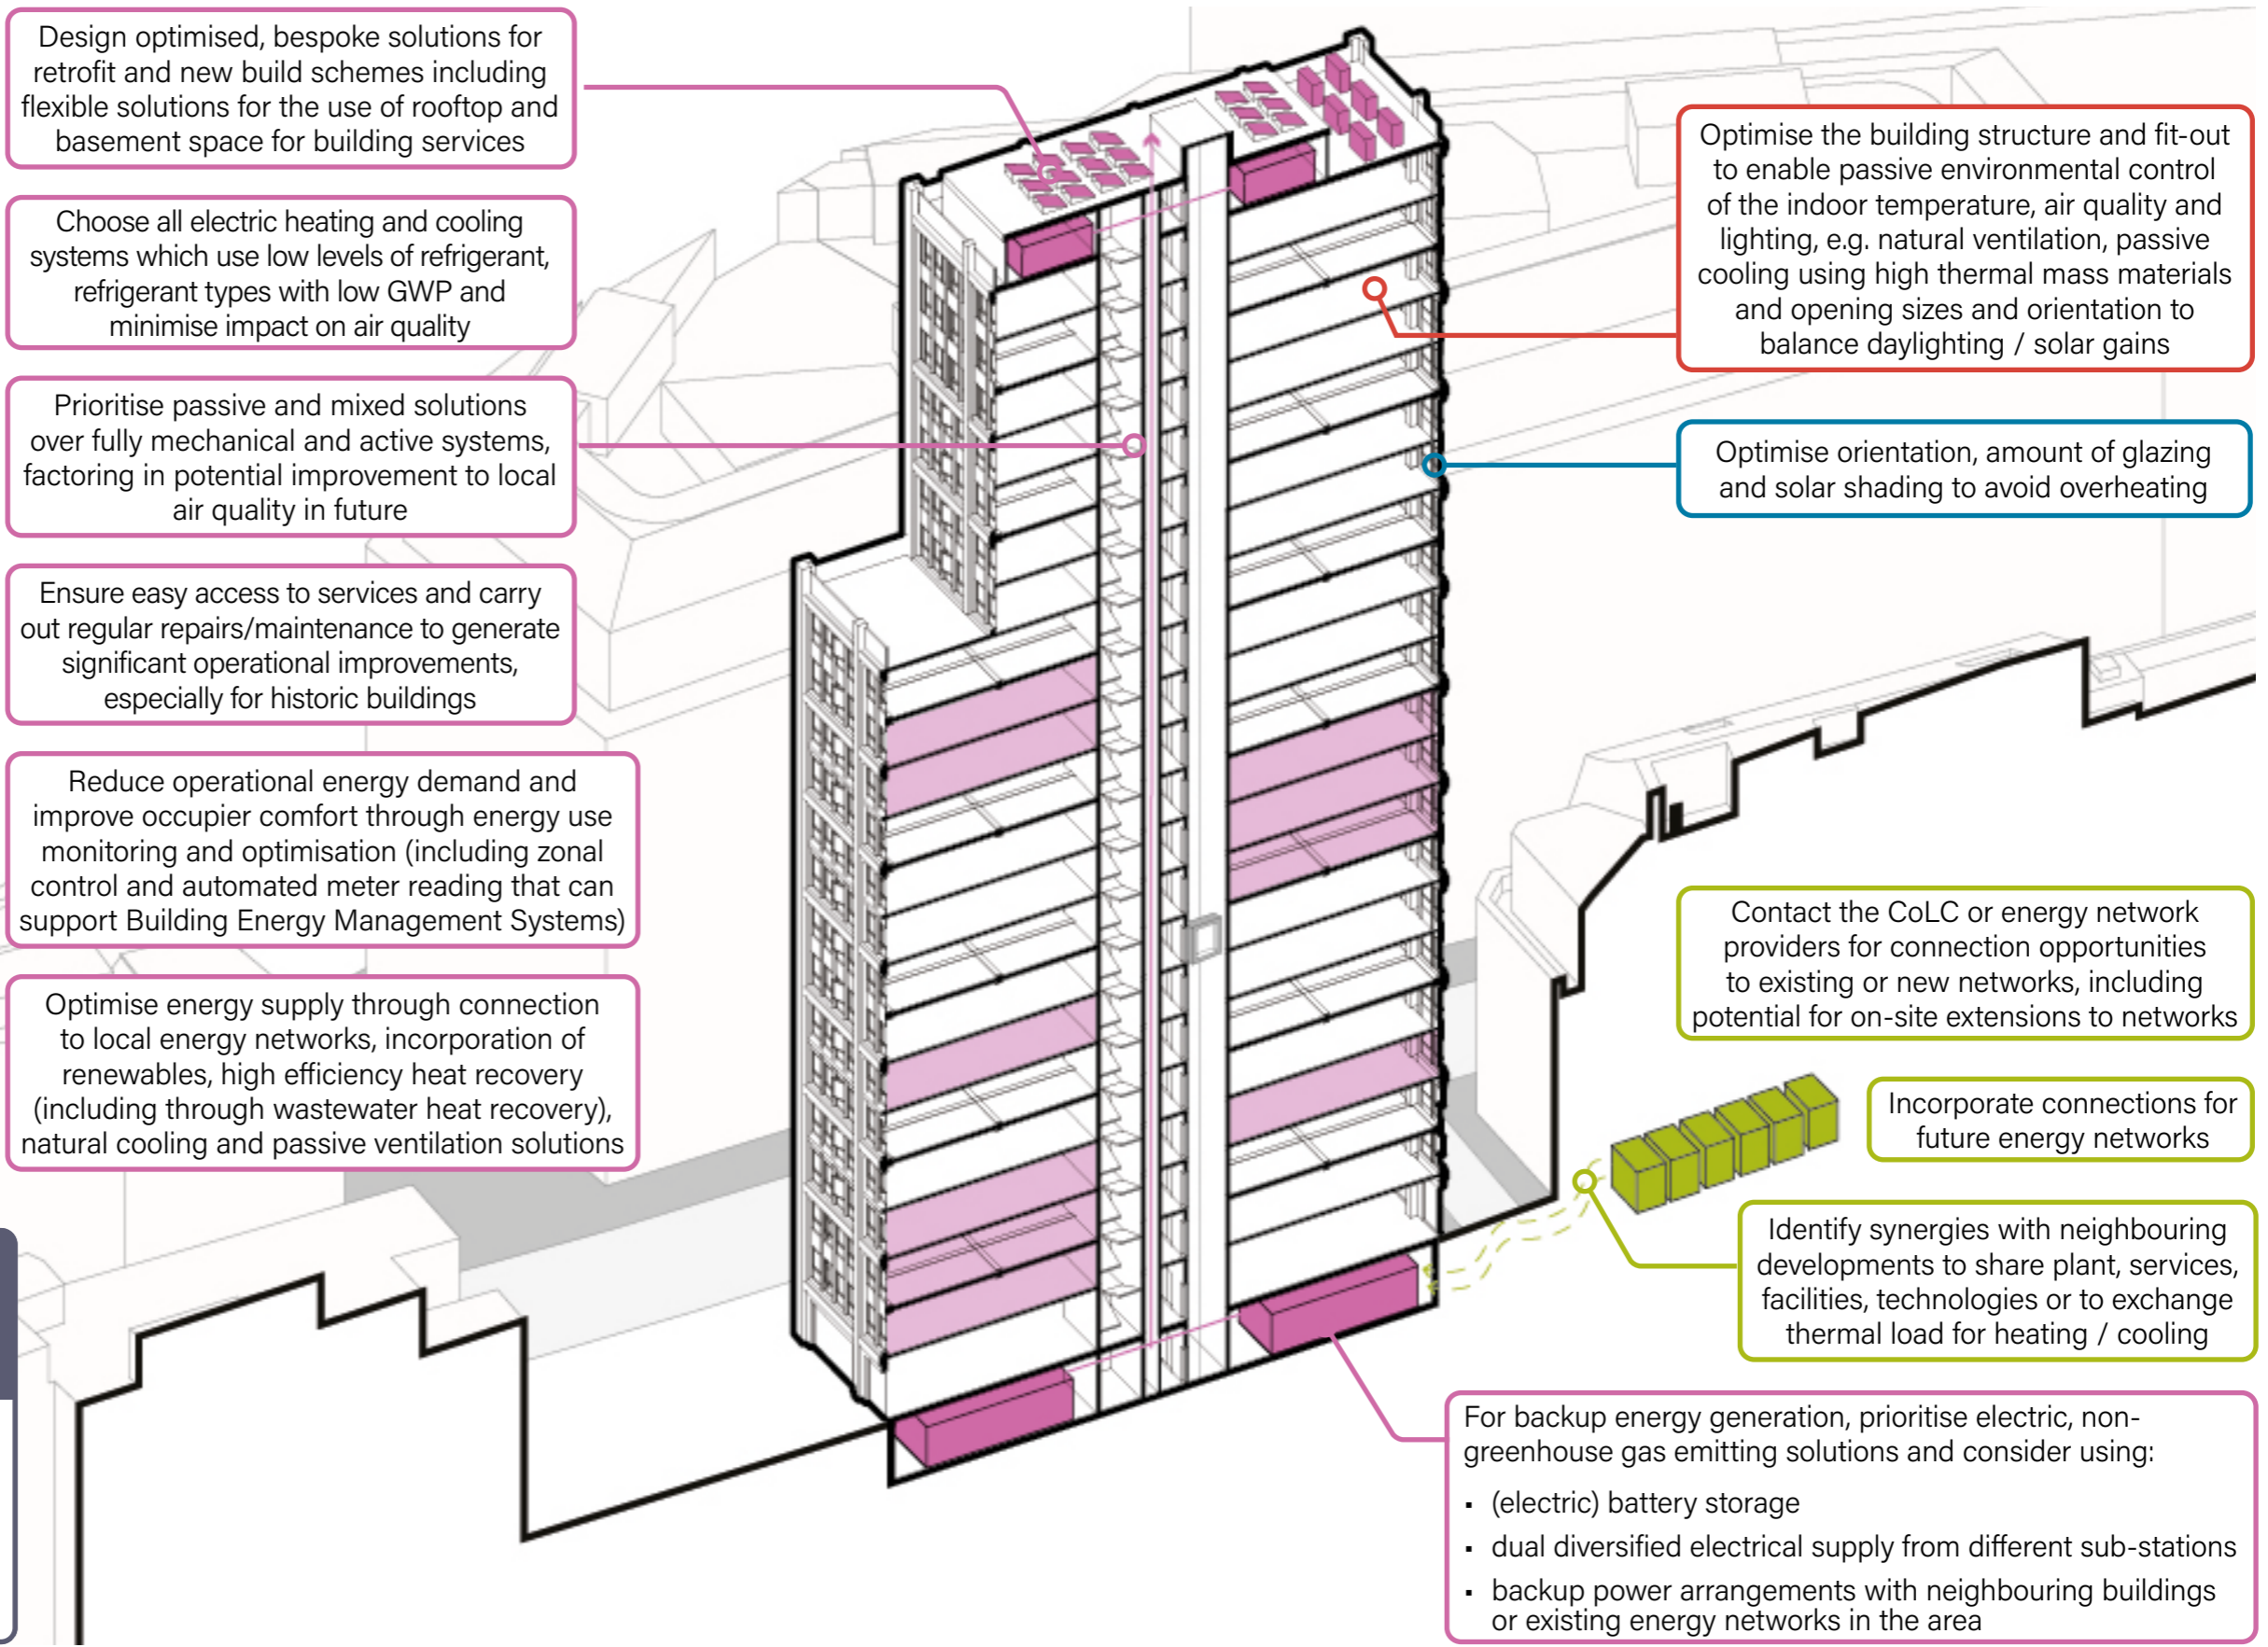 Design optimised, bespoke solutions for
retrofit and new build schemes including
flexible solutions for the use of rooftop and
basement space for building services
Choose all electric heating and cooling
systems which use low levels of refrigerant,
refrigerant types with low GWP and
minimise impact on air quality
Prioritise passive and mixed solutions
over fully mechanical and active systems,
factoring in potential improvement to local
air quality in future
Ensure easy access to services and carry
out regular repairs/maintenance to generate
significant operational improvements,
especially for historic buildings
Reduce operational energy demand and
improve occupier comfort through energy use
monitoring and optimisation (including zonal
control and automated meter reading that can
support Building Energy Management Systems)
Optimise energy supply through connection
to local energy networks, incorporation of
renewables, high efficiency heat recovery
(including through wastewater heat recovery),
natural cooling and passive ventilation solutions
Optimise the building structure and fit-out
to enable passive environmental control
of the indoor temperature, air quality and
lighting, e.g. natural ventilation, passive
cooling using high thermal mass materials
and opening sizes and orientation to
balance daylighting / solar gains
Optimise orientation, amount of glazing
and solar shading to avoid overheating
Contact the CoLC or energy network
providers for connection opportunities
to existing or new networks, including
potential for on-site extensions to networks
Incorporate connections for
future energy networks
Identify synergies with neighbouring
developments to share plant, services,
facilities, technologies or to exchange
thermal load for heating / cooling
For backup energy generation, prioritise electric, non-
greenhouse gas emitting solutions and consider using:
▪ (electric) battery storage
▪ dual diversified electrical supply from different sub-stations
▪ backup power arrangements with neighbouring buildings
or existing energy networks in the area